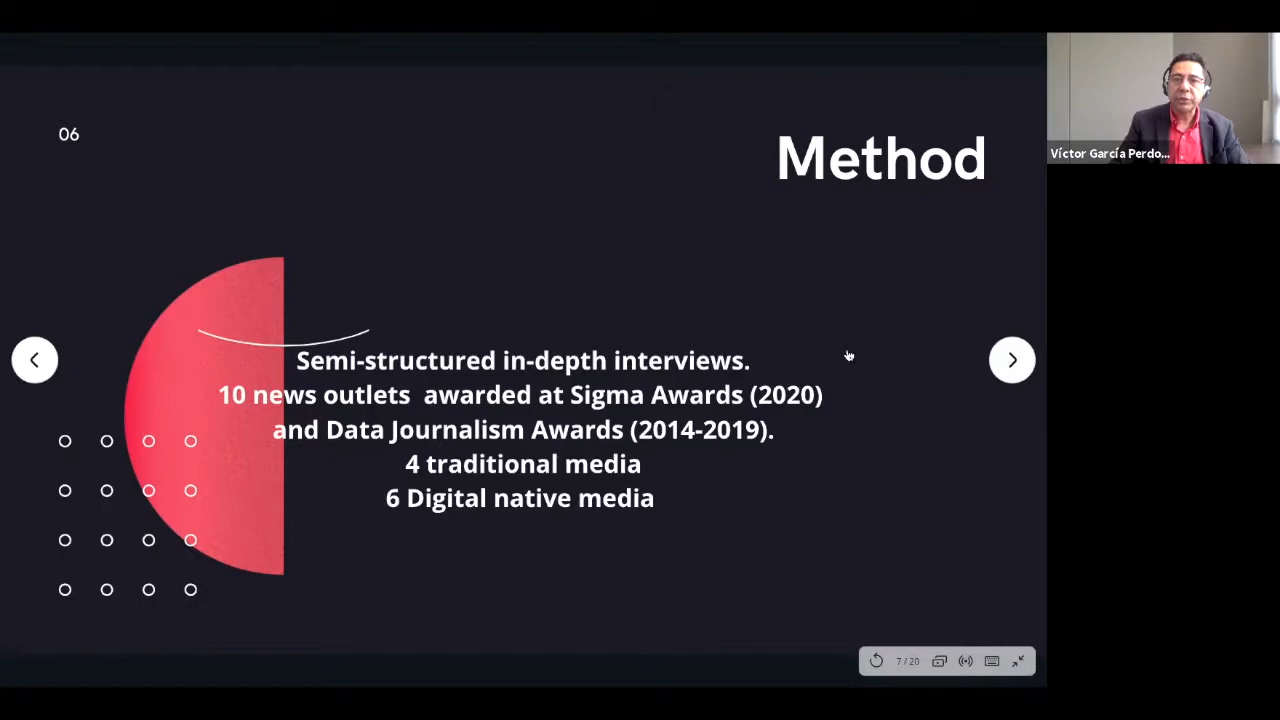 06
Method
Semi-structured in-depth interviews.
10 news outlets awarded at Sigma Awards (2020)
and Data Journalism Awards (2014-2019).
4 traditional media
6 Digital native media
Víctor García Perdo...
7 / 20